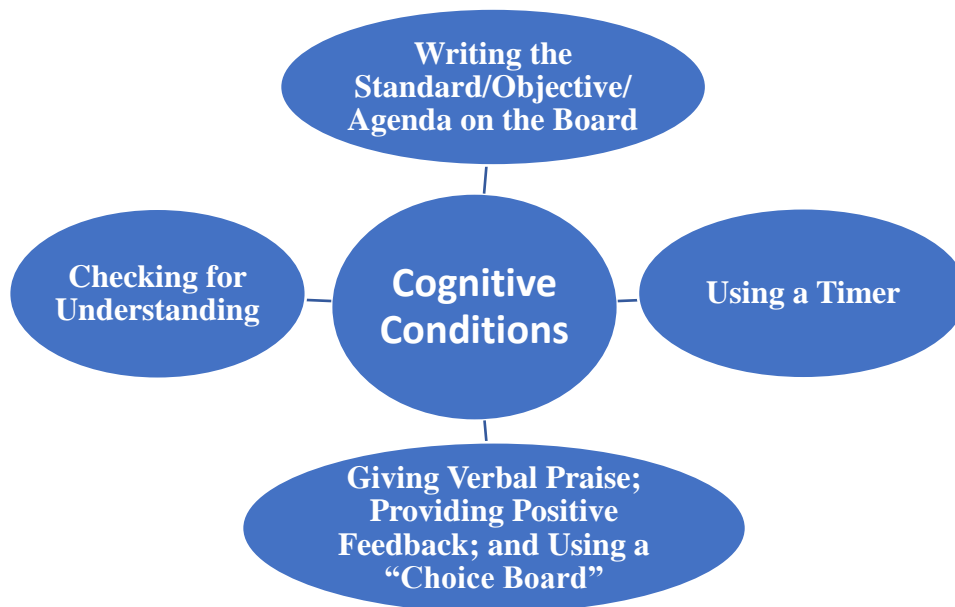 Writing the
Standard/Objective/
Agenda on the Board
Checking for
Understanding
Cognitive
Conditions
Using a Timer
Giving Verbal Praise;
Providing Positive
Feedback; and Using a
“Choice Board”